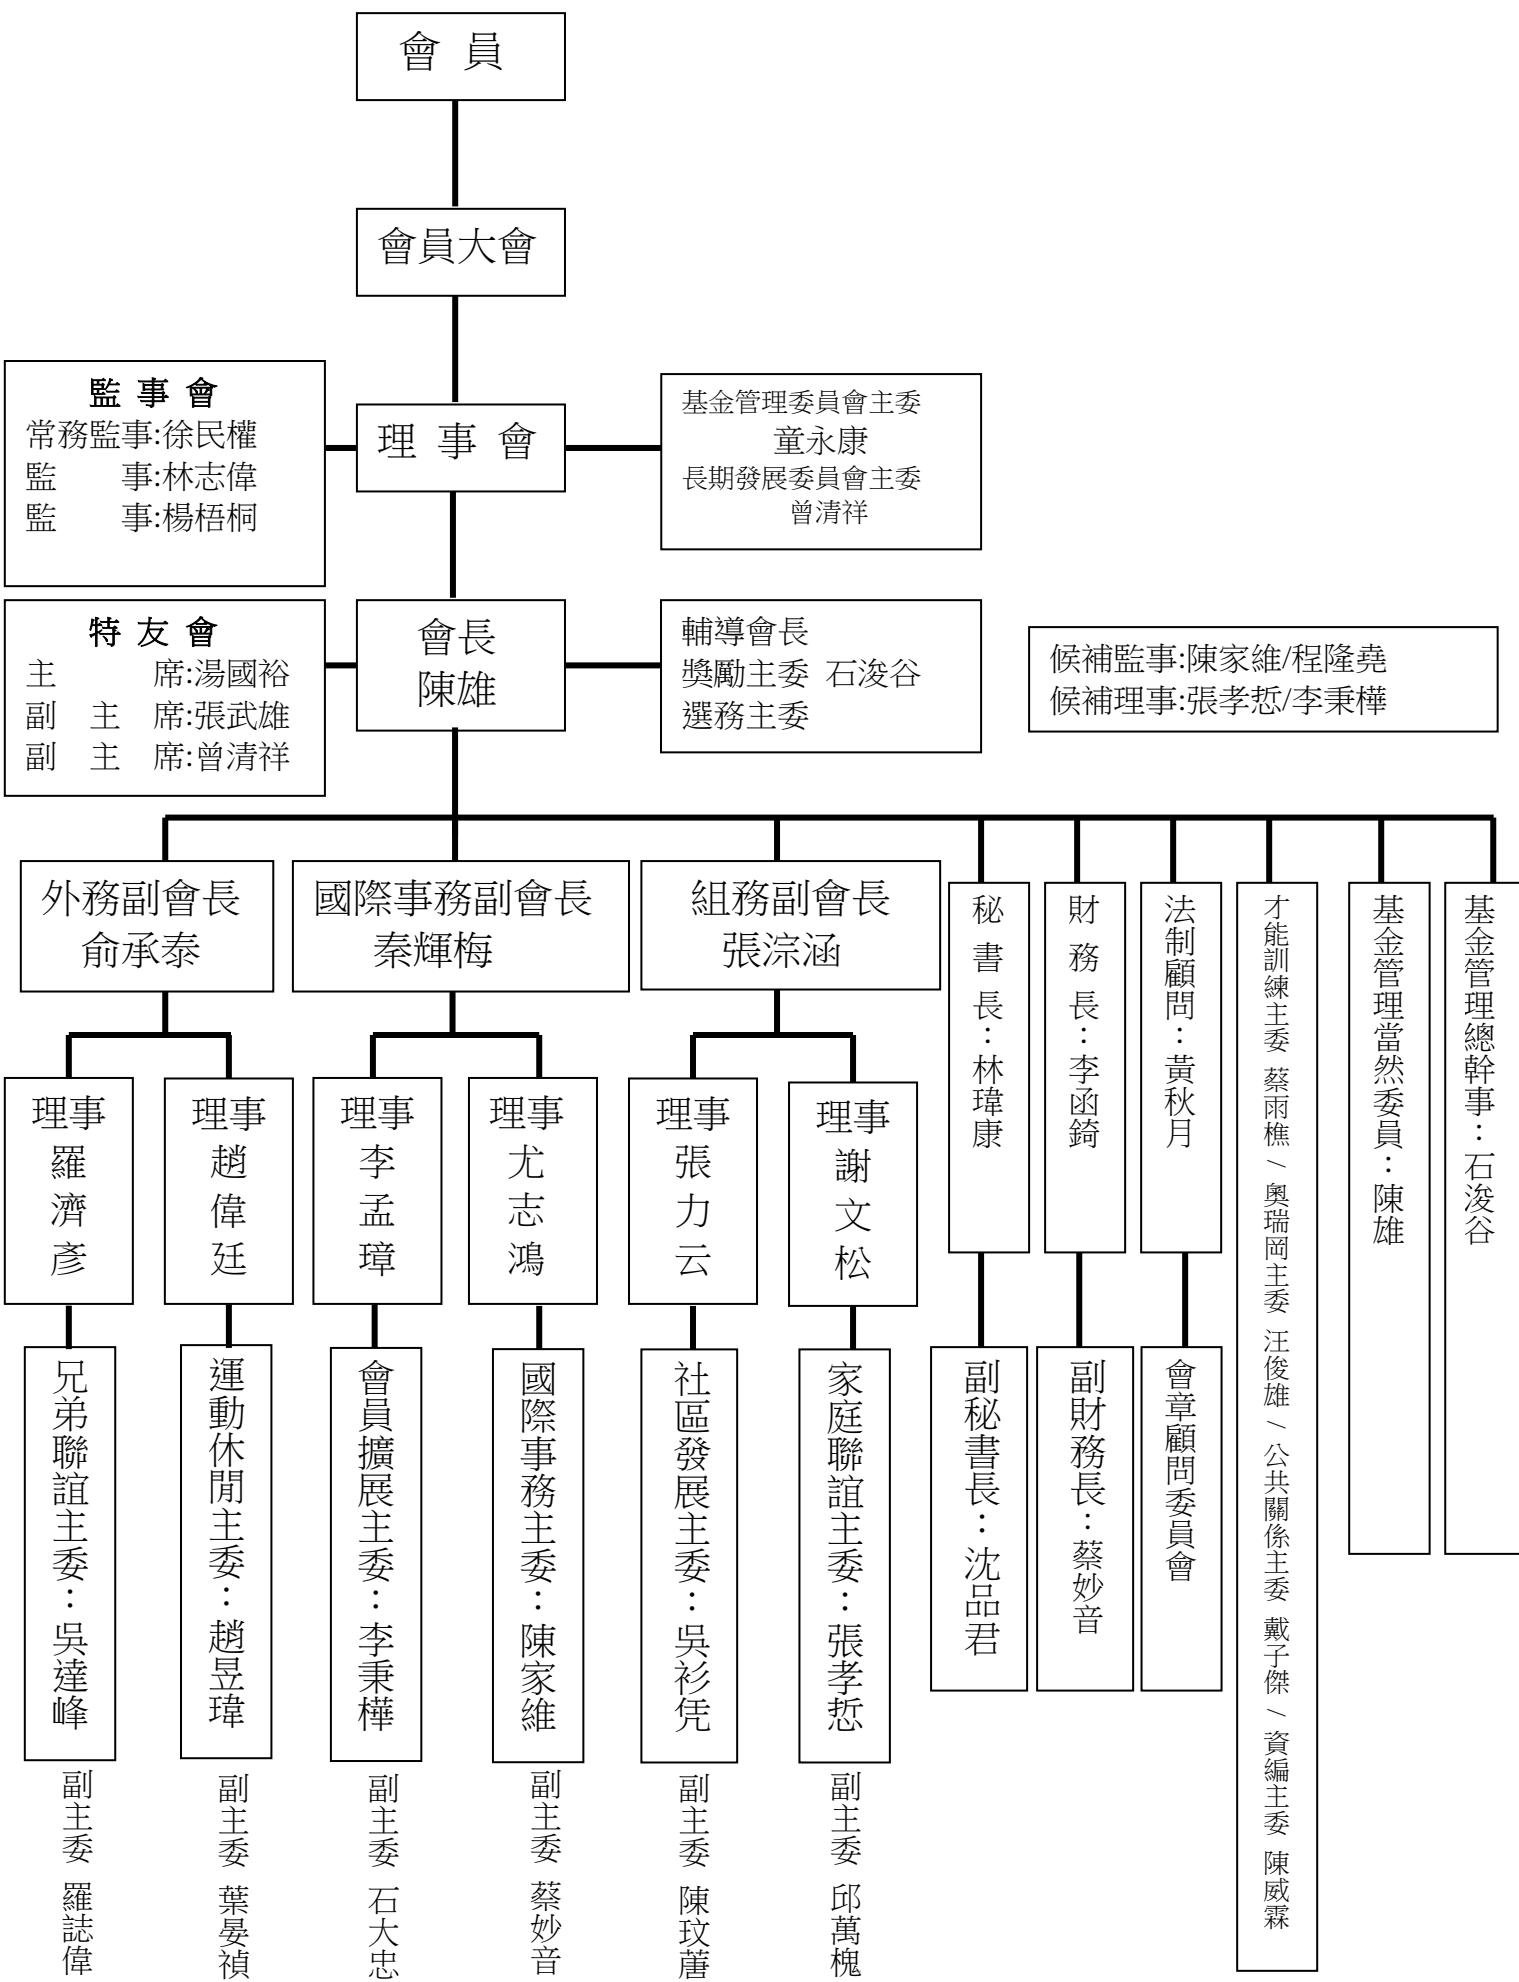 會 員
會員大會
監 事 會
常務監事:徐民權
監　　事:林志偉
監　　事:楊梧桐
理 事 會
基金管理委員會主委
童永康
長期發展委員會主委
曾清祥
特 友 會
主　　　席:湯國裕
副　主　席:張武雄
副　主　席:曾清祥
會長
陳雄
輔導會長
獎勵主委 石浚谷
選務主委
候補監事:陳家維/程隆堯
候補理事:張孝悊/李秉樺
外務副會長
俞承泰
國際事務副會長
秦輝梅
組務副會長
張淙涵
秘 書 長：林瑋康
財 務 長：李函錡
法制顧問：黃秋月
才能訓練主委 蔡雨樵 / 奧瑞岡主委 汪俊雄 / 公共關係主委 戴子傑 / 資編主委 陳威霖
基金管理當然委員：陳雄
基金管理總幹事：石浚谷
理事
羅濟彥
理事
趙偉廷
理事
李孟璋
理事
尤志鴻
理事
張力云
理事
謝文松
兄弟聯誼主委：吳達峰
運動休閒主委：趙昱瑋
會員擴展主委：李秉樺
國際事務主委：陳家維
社區發展主委：吳衫凭
家庭聯誼主委：張孝悊
副秘書長：沈品君
副財務長：蔡妙音
會章顧問委員會
副主委 羅誌偉
副主委 葉晏禎
副主委 石大忠
副主委 蔡妙音
副主委 陳玟蓎
副主委 邱萬槐